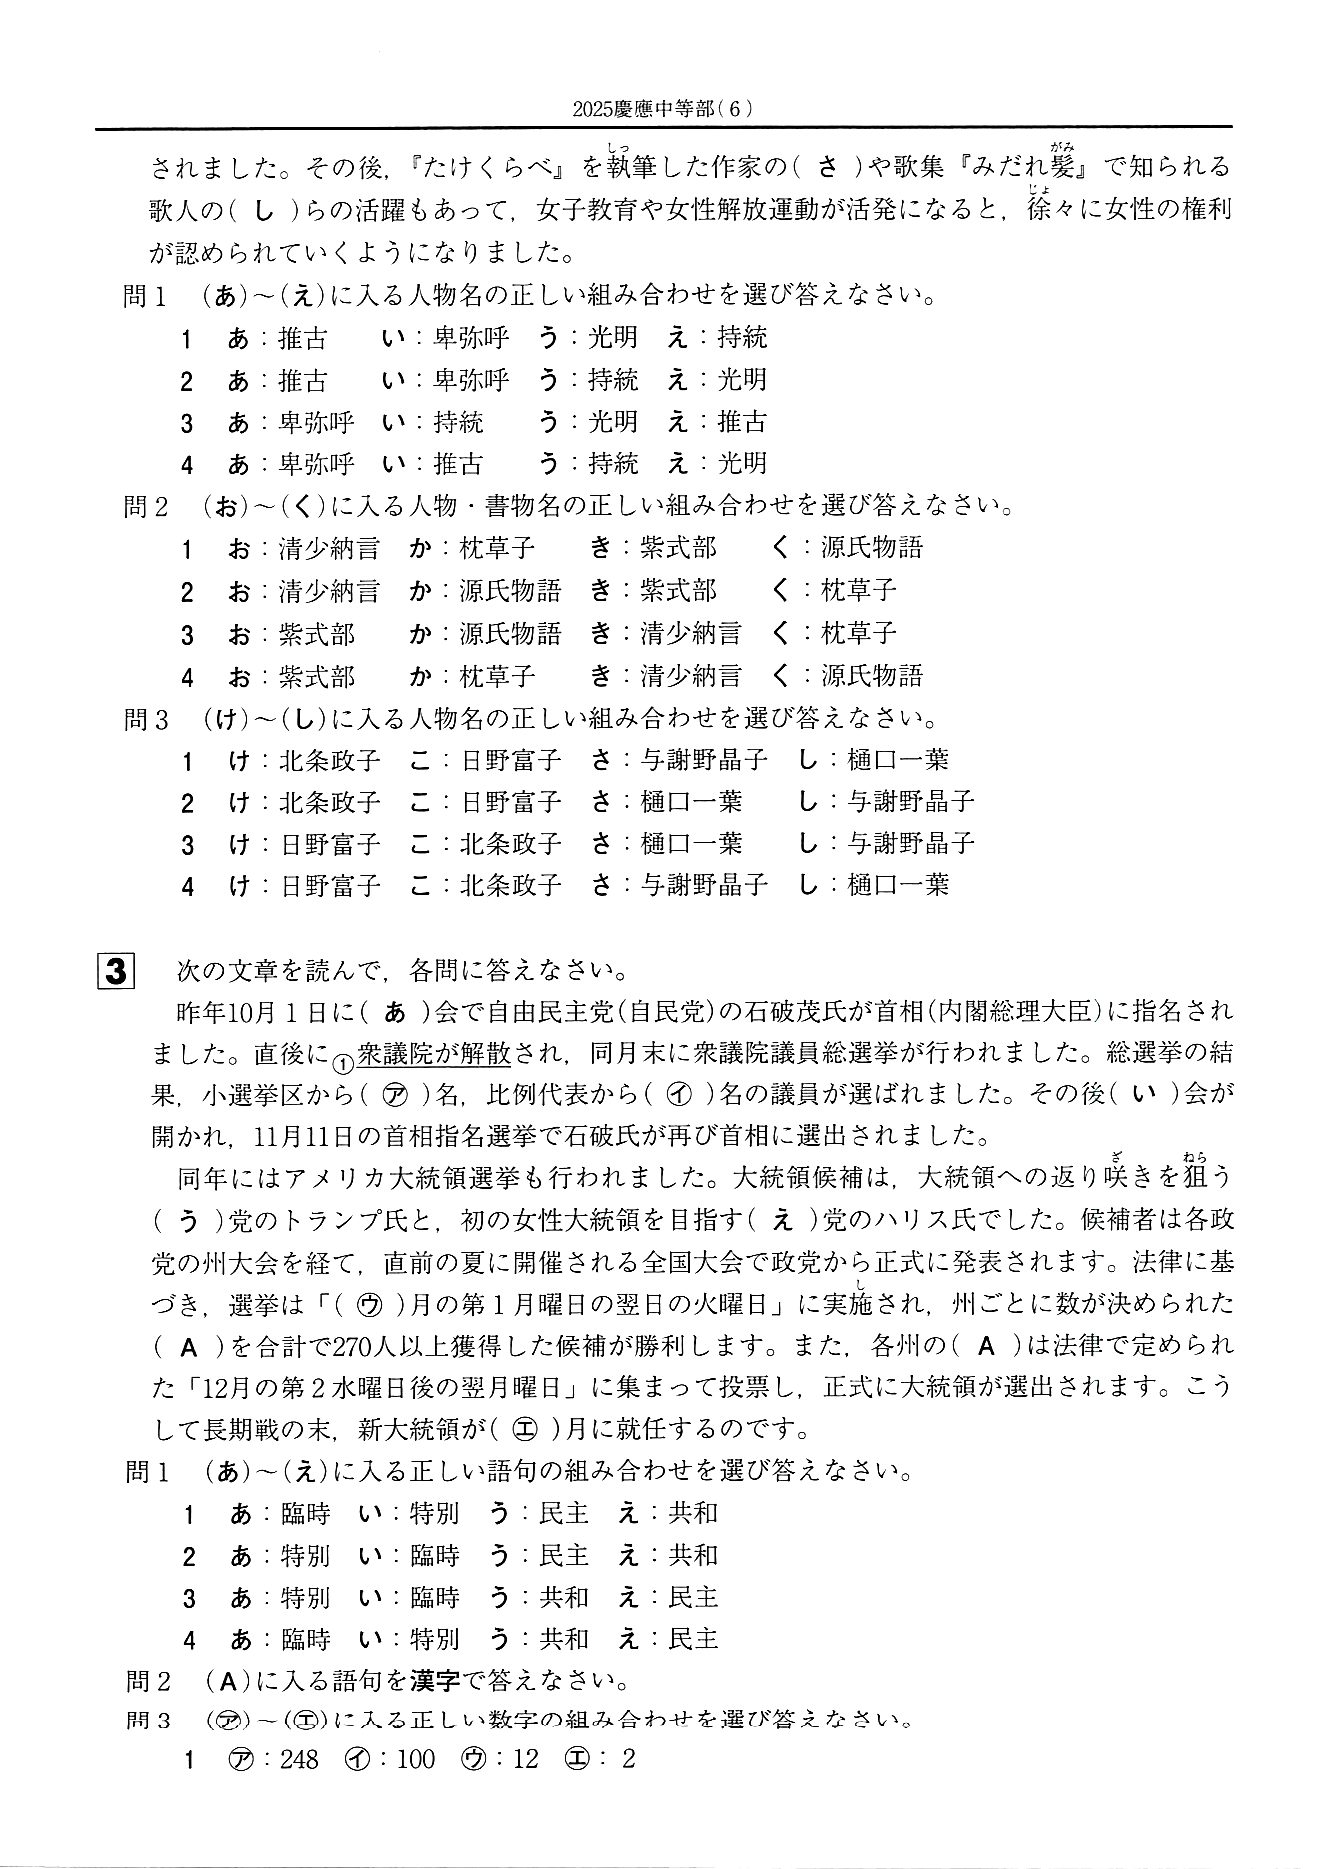 2025慶應中等部(6)
されました。その後，『たけくらべ』を執筆した作家の( さ )や歌集『みだれ髪』で知られる
歌人の( し )らの活躍もあって，女子教育や女性解放運動が活発になると，徐々に女性の権利
が認められていくようになりました。
問1 (あ)～(え)に入る人物名の正しい組み合わせを選び答えなさい。
1 あ：推古 い：卑弥呼 う：光明 え：持統
2 あ：推古 い：卑弥呼 う：持統 え：光明
3 あ：卑弥呼 い：持統 う：光明 え：推古
4 あ：卑弥呼 い：推古 う：持統 え：光明
問2 (お)～(く)に入る人物・書物名の正しい組み合わせを選び答えなさい。
1 お：清少納言 か：枕草子 き：紫式部 く：源氏物語
2 お：清少納言 か：源氏物語 き：紫式部 く：枕草子
3 お：紫式部 か：源氏物語 き：清少納言 く：枕草子
4 お：紫式部 か：枕草子 き：清少納言 く：源氏物語
問3 (け)～(し)に入る人物名の正しい組み合わせを選び答えなさい。
1 け：北条政子 こ：日野富子 さ：与謝野晶子 し：樋口一葉
2 け：北条政子 こ：日野富子 さ：樋口一葉 し：与謝野晶子
3 け：日野富子 こ：北条政子 さ：樋口一葉 し：与謝野晶子
4 け：日野富子 こ：北条政子 さ：与謝野晶子 し：樋口一葉
3 次の文章を読んで，各問に答えなさい。
昨年10月1日に( あ )会で自由民主党(自民党)の石破茂氏が首相(内閣総理大臣)に指名され
ました。直後に①衆議院が解散され，同月末に衆議院議員総選挙が行われました。総選挙の結
果，小選挙区から( ㋐ )名，比例代表から( ㋑ )名の議員が選ばれました。その後( い )会が
開かれ，11月11日の首相指名選挙で石破氏が再び首相に選出されました。
同年にはアメリカ大統領選挙も行われました。大統領候補は，大統領への返り咲きを狙う
( う )党のトランプ氏と，初の女性大統領を目指す( え )党のハリス氏でした。候補者は各政
党の州大会を経て，直前の夏に開催される全国大会で政党から正式に発表されます。法律に基
づき，選挙は「( ㋒ )月の第1月曜日の翌日の火曜日」に実施され，州ごとに数が決められた
( A )を合計で270人以上獲得した候補が勝利します。また，各州の( A )は法律で定められ
た「12月の第2水曜日後の翌月曜日」に集まって投票し，正式に大統領が選出されます。こう
して長期戦の末，新大統領が( ㋓ )月に就任するのです。
問1 (あ)～(え)に入る正しい語句の組み合わせを選び答えなさい。
1 あ：臨時 い：特別 う：民主 え：共和
2 あ：特別 い：臨時 う：民主 え：共和
3 あ：特別 い：臨時 う：共和 え：民主
4 あ：臨時 い：特別 う：共和 え：民主
問2 (A)に入る語句を漢字で答えなさい。
問3 (㋐)～(㋓)に入る正しい数字の組み合わせを選び答えなさい。
1 ㋐：248 ㋑：100 ㋒：12 ㋓：2